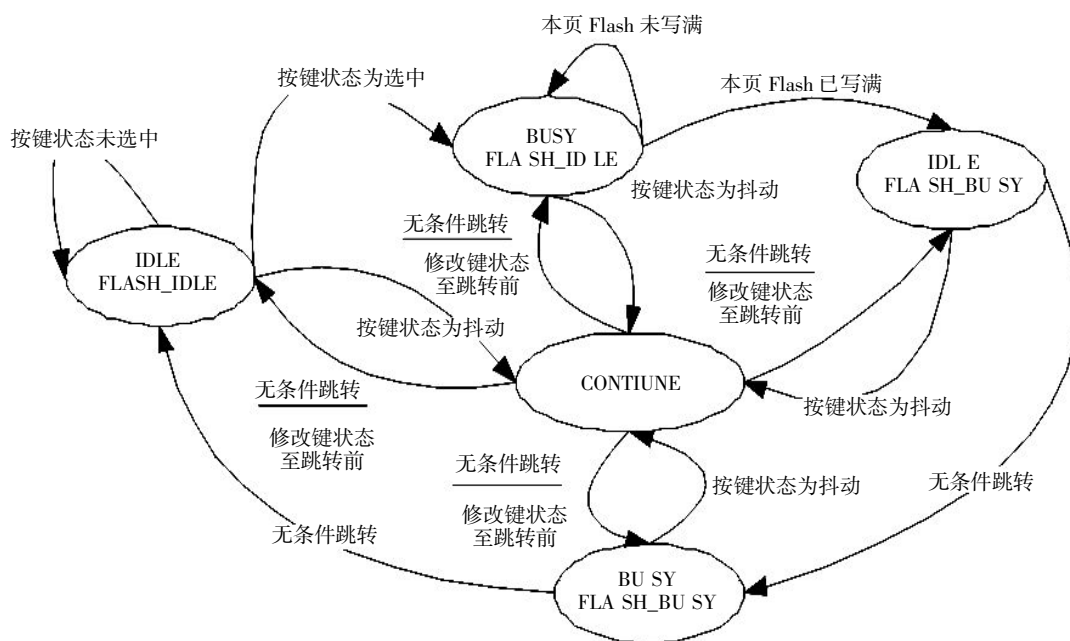 本页 Flash 未写满
按键状态为选中
本页 Flash 已写满
按键状态未选中
BUSY
FLA SH_ID LE
IDL E
FLA SH_BU SY
按键状态为抖动
无条件跳转
修改键状态
至跳转前
无条件跳转
修改键状态
至跳转前
IDLE
FLASH_IDLE
按键状态为抖动
CONTIUNE
无条件跳转
修改键状态
至跳转前
按键状态为抖动
无条件跳转
修改键状态
至跳转前
按键状态为抖动
无条件跳转
无条件跳转
BU SY
FLA SH_BU SY